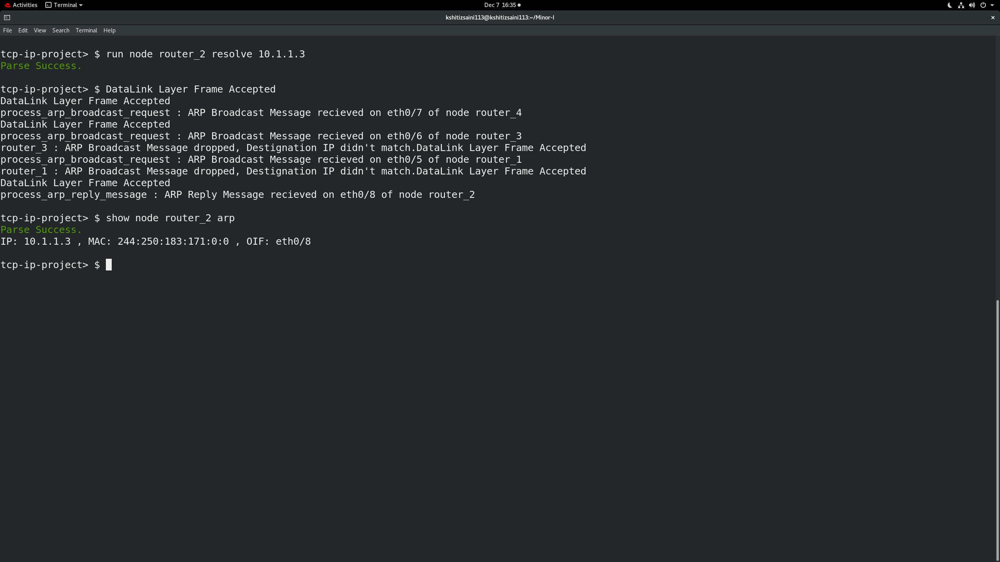 Activities Terminal Dec 7 16:35
kshitizsaini113@kshitizsaini113:~/Minor-I
File Edit View Search Terminal Help
tcp-ip-project> $ run node router_2 resolve 10.1.1.3
Parse Success.
tcp-ip-project> $ DataLink Layer Frame Accepted
DataLink Layer Frame Accepted
process_arp_broadcast_request : ARP Broadcast Message recieved on eth0/7 of node router_4
DataLink Layer Frame Accepted
process_arp_broadcast_request : ARP Broadcast Message recieved on eth0/6 of node router_3
router_3 : ARP Broadcast Message dropped, Destignation IP didn't match.DataLink Layer Frame Accepted
process_arp_broadcast_request : ARP Broadcast Message recieved on eth0/5 of node router_1
router_1 : ARP Broadcast Message dropped, Destignation IP didn't match.DataLink Layer Frame Accepted
DataLink Layer Frame Accepted
process_arp_reply_message : ARP Reply Message recieved on eth0/8 of node router_2
tcp-ip-project> $ show node router_2 arp
Parse Success.
IP: 10.1.1.3 , MAC: 244:250:183:171:0:0 , OIF: eth0/8
tcp-ip-project> $